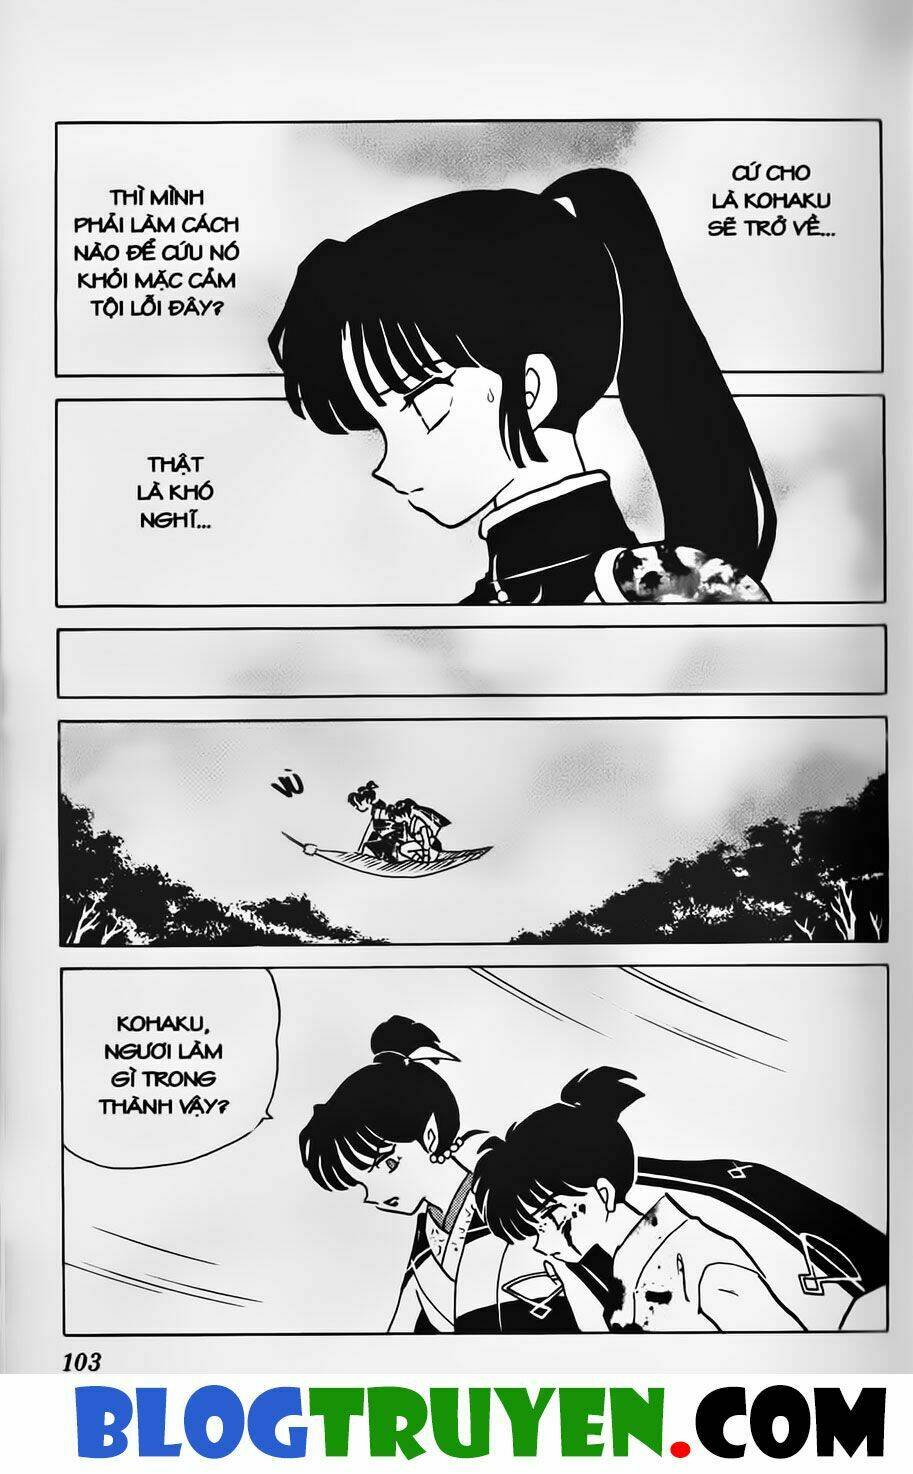 CỨ CHO
LÀ KOHAKU
SẼ TRỞ VỀ...
THÌ MÌNH
PHẢI LÀM CÁCH
NÀO ĐỂ CỨU NÓ
KHỎI MẶC CẢM
TỘI LỖI ĐÂY?
THẬT
LÀ KHÓ
NGHĨ...
VÙ
KOHAKU,
NGƯƠI LÀM
GÌ TRONG
THÀNH VẬY?
103
BLOGTRUYEN.COM